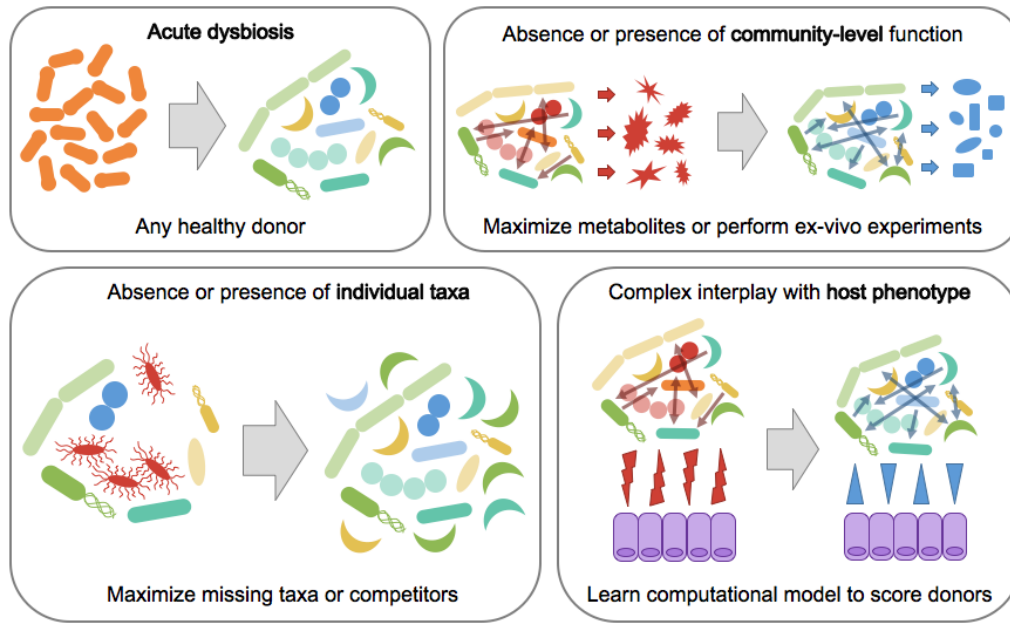 Acute dysbiosis
Any healthy donor
Absence or presence of community-level function
Maximize metabolites or perform ex-vivo experiments
Absence or presence of individual taxa
Maximize missing taxa or competitors
Complex interplay with host phenotype
Learn computational model to score donors